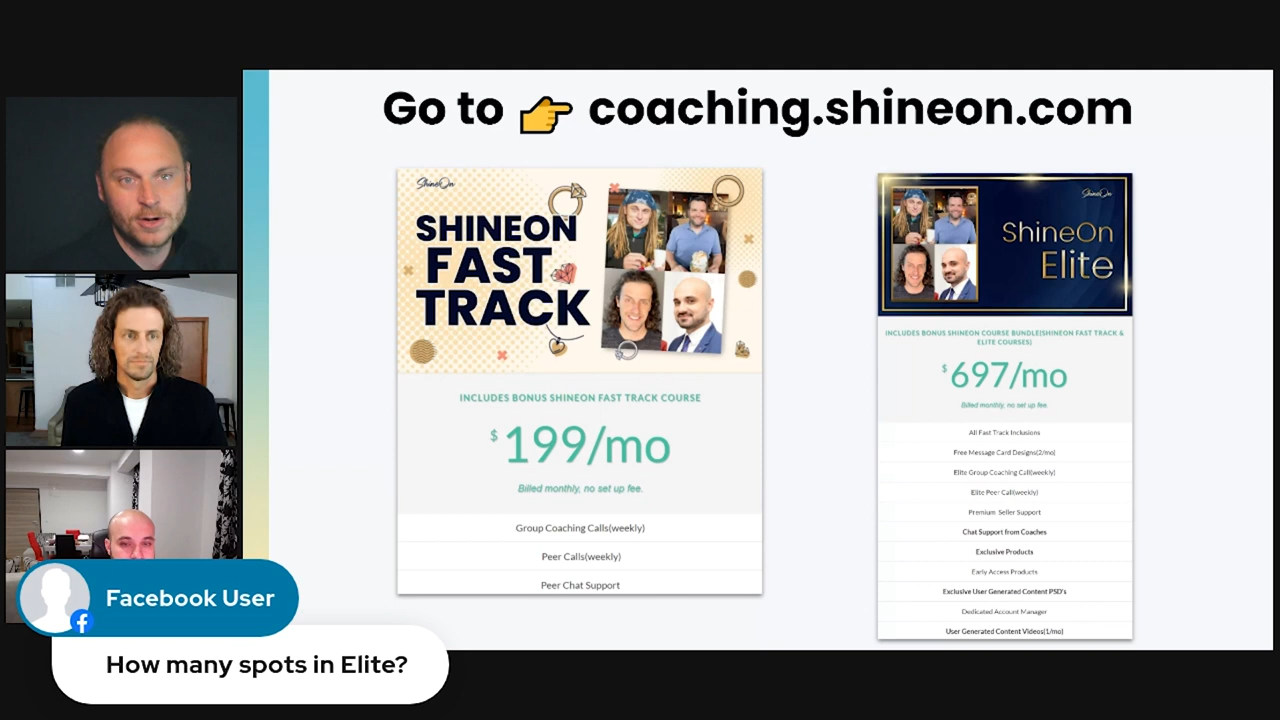 Go to 👉 coaching.shineon.com
ShineOn
SHINEON
FAST
TRACK
INCLUDES BONUS SHINEON FAST TRACK COURSE
$199/mo
Billed monthly, no set up fee.
Group Coaching Calls(weekly)
Peer Calls(weekly)
Peer Chat Support
ShineOn
ShineOn
Elite
INCLUDES BONUS SHINEON COURSE BUNDLE(SHINEON FAST TRACK &
ELITE COURSES)
$697/mo
Billed monthly, no set up fee.
All Fast Track Inclusions
Free Message Card Designs(2/mo)
Elite Group Coaching Call(weekly)
Elite Peer Call(weekly)
Premium Seller Support
Chat Support from Coaches
Exclusive Products
Early Access Products
Exclusive User Generated Content PSD's
Dedicated Account Manager
User Generated Content Videos(1/mo)
Facebook User
How many spots in Elite?